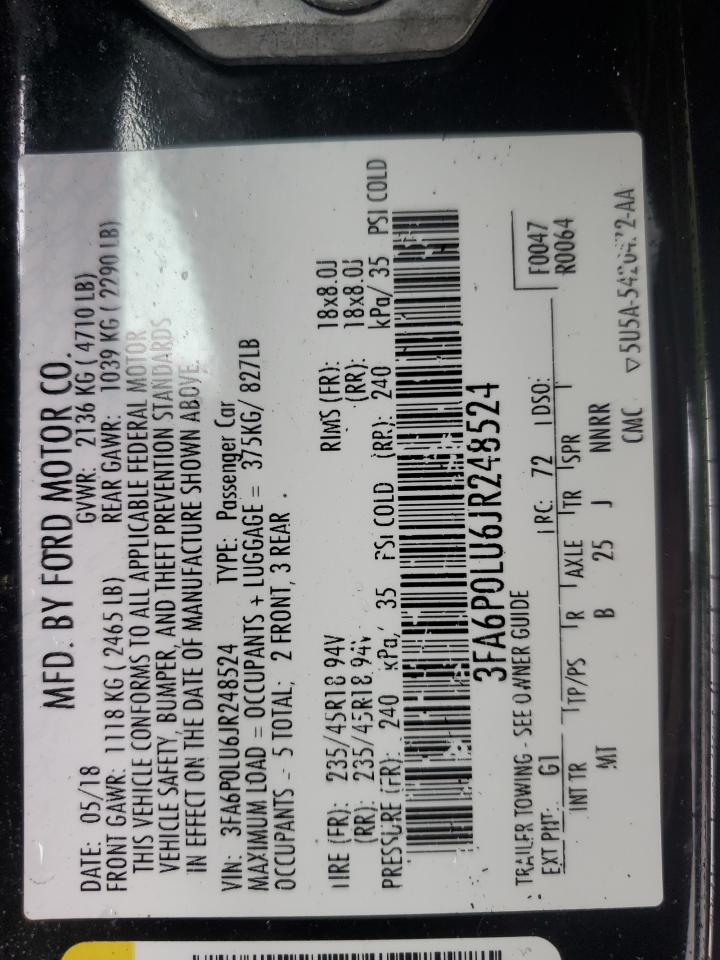 MFD. BY FORD MOTOR CO.
DATE: 05/18 GVWR: 2136 KG ( 4710 LB)
FRONT GAWR: 1118 KG ( 2465 LB) REAR GAWR: 1039 KG ( 2290 LB)
THIS VEHICLE CONFORMS TO ALL APPLICABLE FEDERAL MOTOR
VEHICLE SAFETY, BUMPER, AND THEFT PREVENTION STANDARDS
IN EFFECT ON THE DATE OF MANUFACTURE SHOWN ABOVE.
VIN: 3FA6P0LU6JR248524 TYPE: Passenger Car
MAXIMUM LOAD = OCCUPANTS + LUGGAGE = 375KG/ 827LB
OCCUPANTS - 5 TOTAL, 2 FRONT, 3 REAR .
TIRE (FR): 235/45R18 94V RIMS (FR): 18x8.0J
(RR): 235/45R18 94V (RR): 18x8.0J
PRESSURE (FR): 240 kPa/ 35 PSI COLD (RR): 240 kPa/ 35 PSI COLD
3FA6P0LU6JR248524
TRAILER TOWING - SEE OWNER GUIDE
EXT PNT: G1 RC: 72 DSO: F0047
INT TR TP/PS R AXLE TR SPR R0064
MT B 25 J NNRR
CMC ▽5U5A-5420472-AA